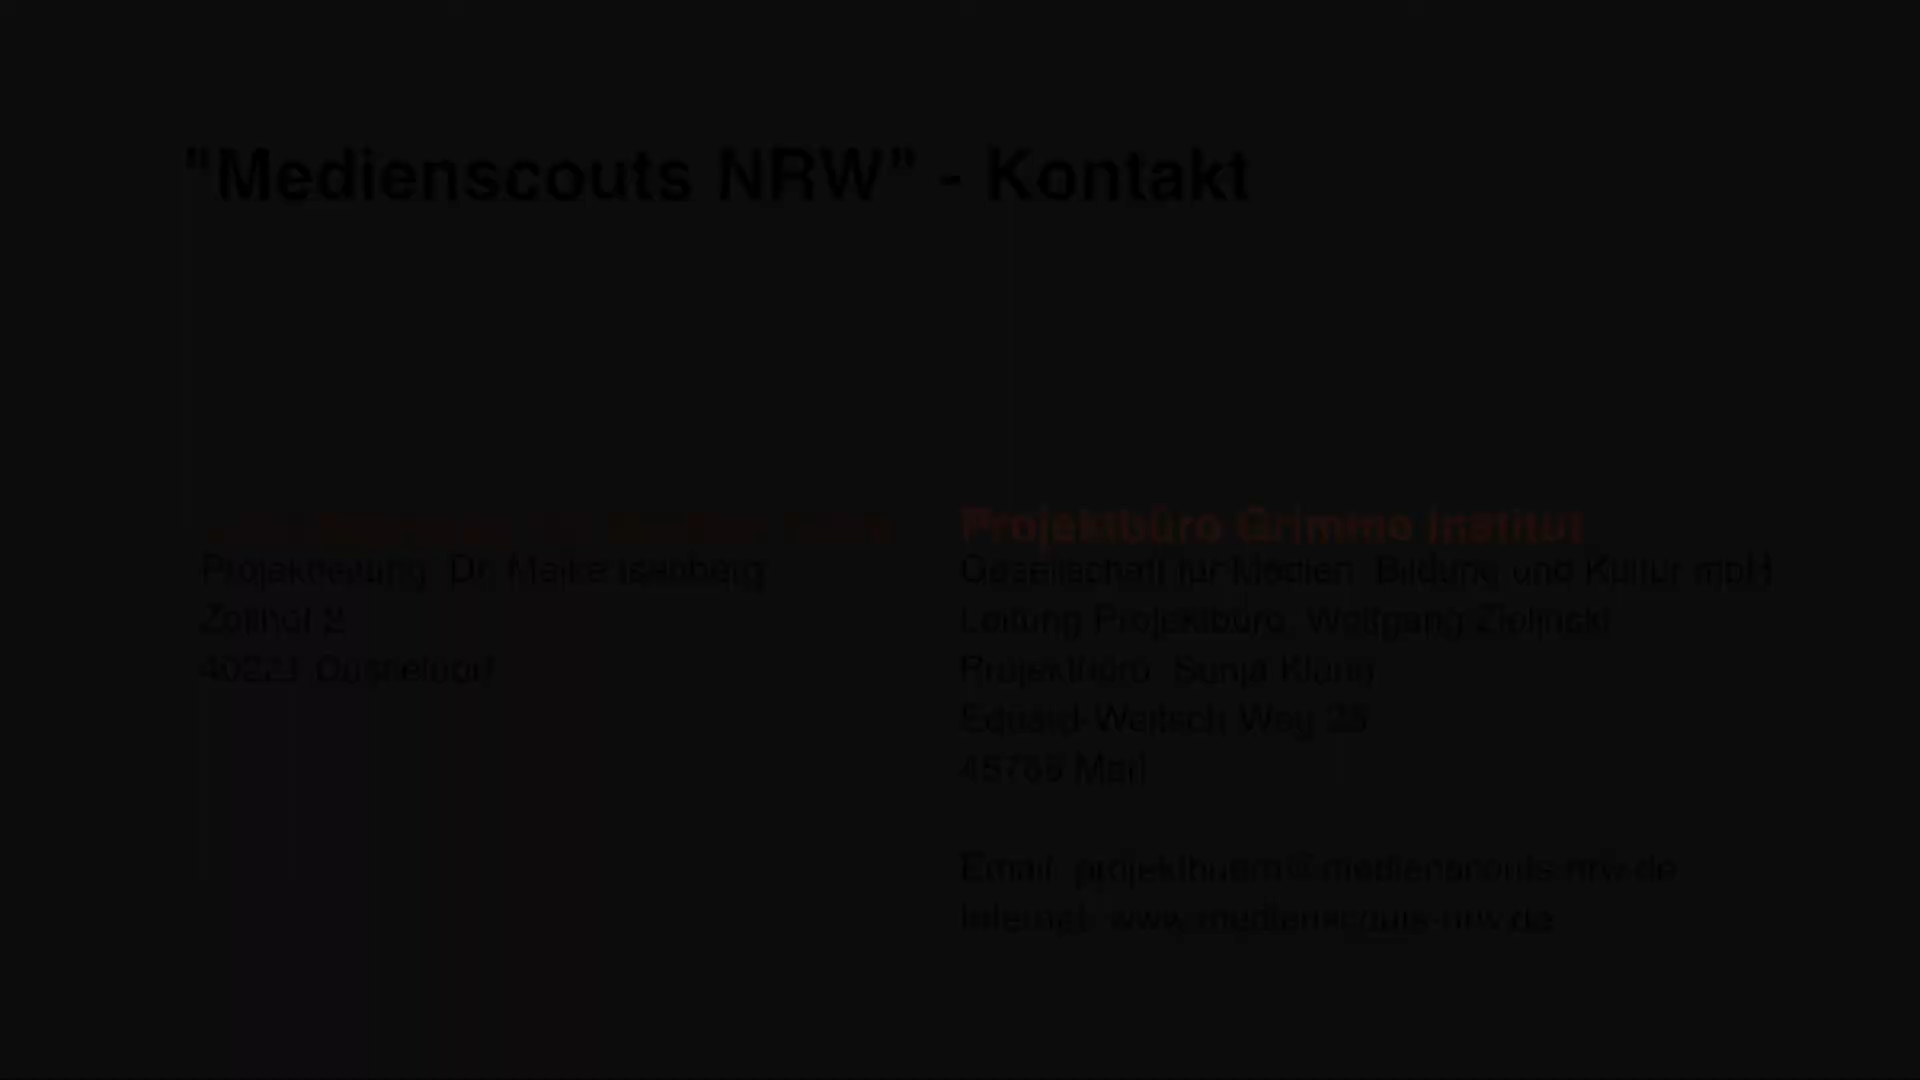 "Medienscouts NRW" - Kontakt
Projektleitung: Dr. Meike Isenberg
Zollhof 2
40221 Düsseldorf
Projektbüro Grimme Institut
Gesellschaft für Medien, Bildung und Kultur mbH
Leitung Projektbüro: Wolfgang Zielinski
Projektbüro:
Eduard-Weitsch-Weg 25
45768 Marl
Email: projektbuero@medienscouts-nrw.de
Internet: www.medienscouts-nrw.de